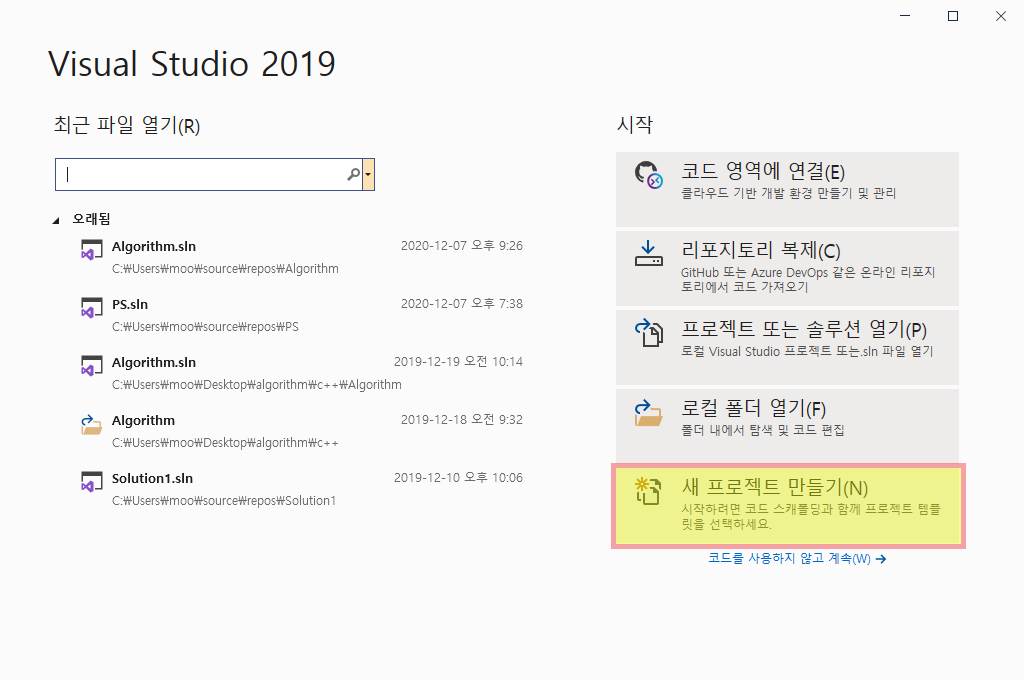 Visual Studio 2019
최근 파일 열기(R)
오래됨
Algorithm.sln 2020-12-07 오후 9:26
C:₩Users₩moo₩source₩repos₩Algorithm
PS.sln 2020-12-07 오후 7:38
C:₩Users₩moo₩source₩repos₩PS
Algorithm.sln 2019-12-19 오전 10:14
C:₩Users₩moo₩Desktop₩algorithm₩c++₩Algorithm
Algorithm 2019-12-18 오전 9:32
C:₩Users₩moo₩Desktop₩algorithm₩c++
Solution1.sln 2019-12-10 오후 10:06
C:₩Users₩moo₩source₩repos₩Solution1
시작
코드 영역에 연결(E)
클라우드 기반 개발 환경 만들기 및 관리
리포지토리 복제(C)
GitHub 또는 Azure DevOps 같은 온라인 리포지
토리에서 코드 가져오기
프로젝트 또는 솔루션 열기(P)
로컬 Visual Studio 프로젝트 또는.sln 파일 열기
로컬 폴더 열기(F)
폴더 내에서 탐색 및 코드 편집
새 프로젝트 만들기(N)
시작하려면 코드 스캐폴딩과 함께 프로젝트 템플
릿을 선택하세요.
코드를 사용하지 않고 계속(W) →